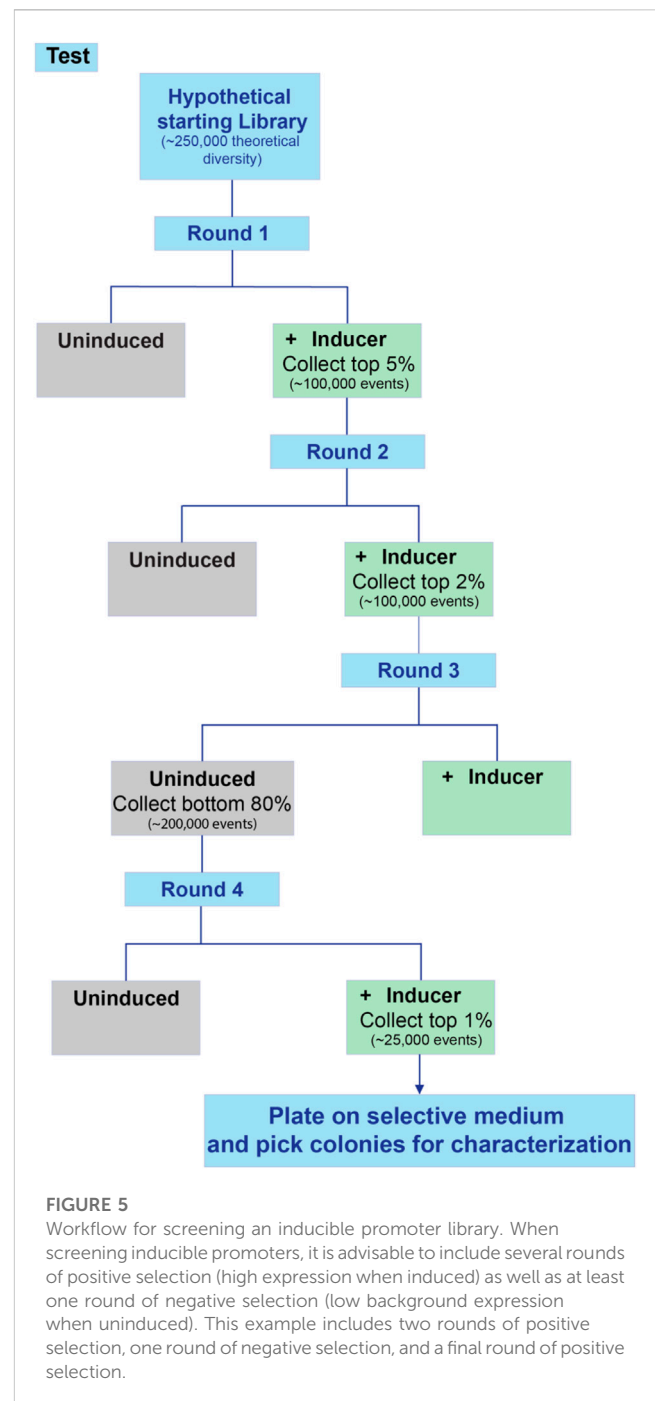 Test
Hypothetical
starting Library
(~250,000 theoretical
diversity)
Round 1
Uninduced
+ Inducer
Collect top 5%
(~100,000 events)
Round 2
Uninduced
+ Inducer
Collect top 2%
(~100,000 events)
Round 3
Uninduced
Collect bottom 80%
(~200,000 events)
+ Inducer
Round 4
Uninduced
+ Inducer
Collect top 1%
(~25,000 events)
Plate on selective medium
and pick colonies for characterization
FIGURE 5
Workflow for screening an inducible promoter library. When
screening inducible promoters, it is advisable to include several rounds
of positive selection (high expression when induced) as well as at least
one round of negative selection (low background expression
when uninduced). This example includes two rounds of positive
selection, one round of negative selection, and a final round of positive
selection.